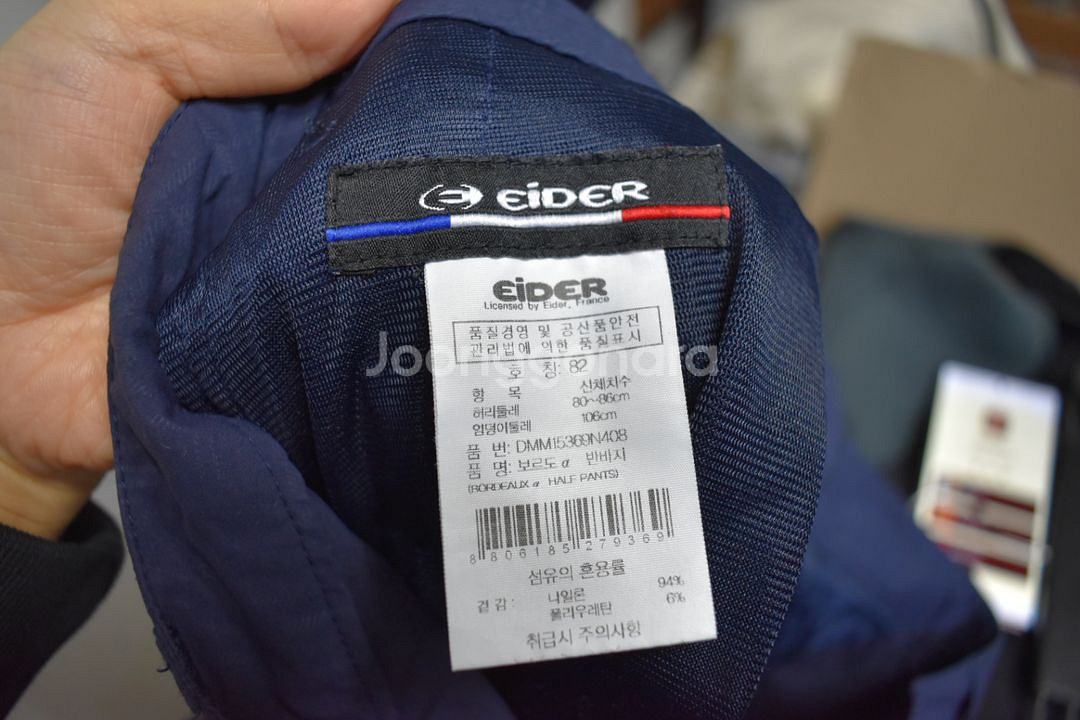 EiDER
EiDER
Licensed by Eider, France
품질경영 및 공산품안전
관리법에 의한 품질표시
Joonggonara
호 칭: 82
항 목 신체치수
허리둘레 80~86cm
엉덩이둘레 106cm
품 번: DMM15369N408
품 명: 보르도 α 반바지
(BORDEAUX α HALF PANTS)
8 806185 279369
섬유의 혼용률
겉감: 나일론 94%
폴리우레탄 6%
취급시 주의사항